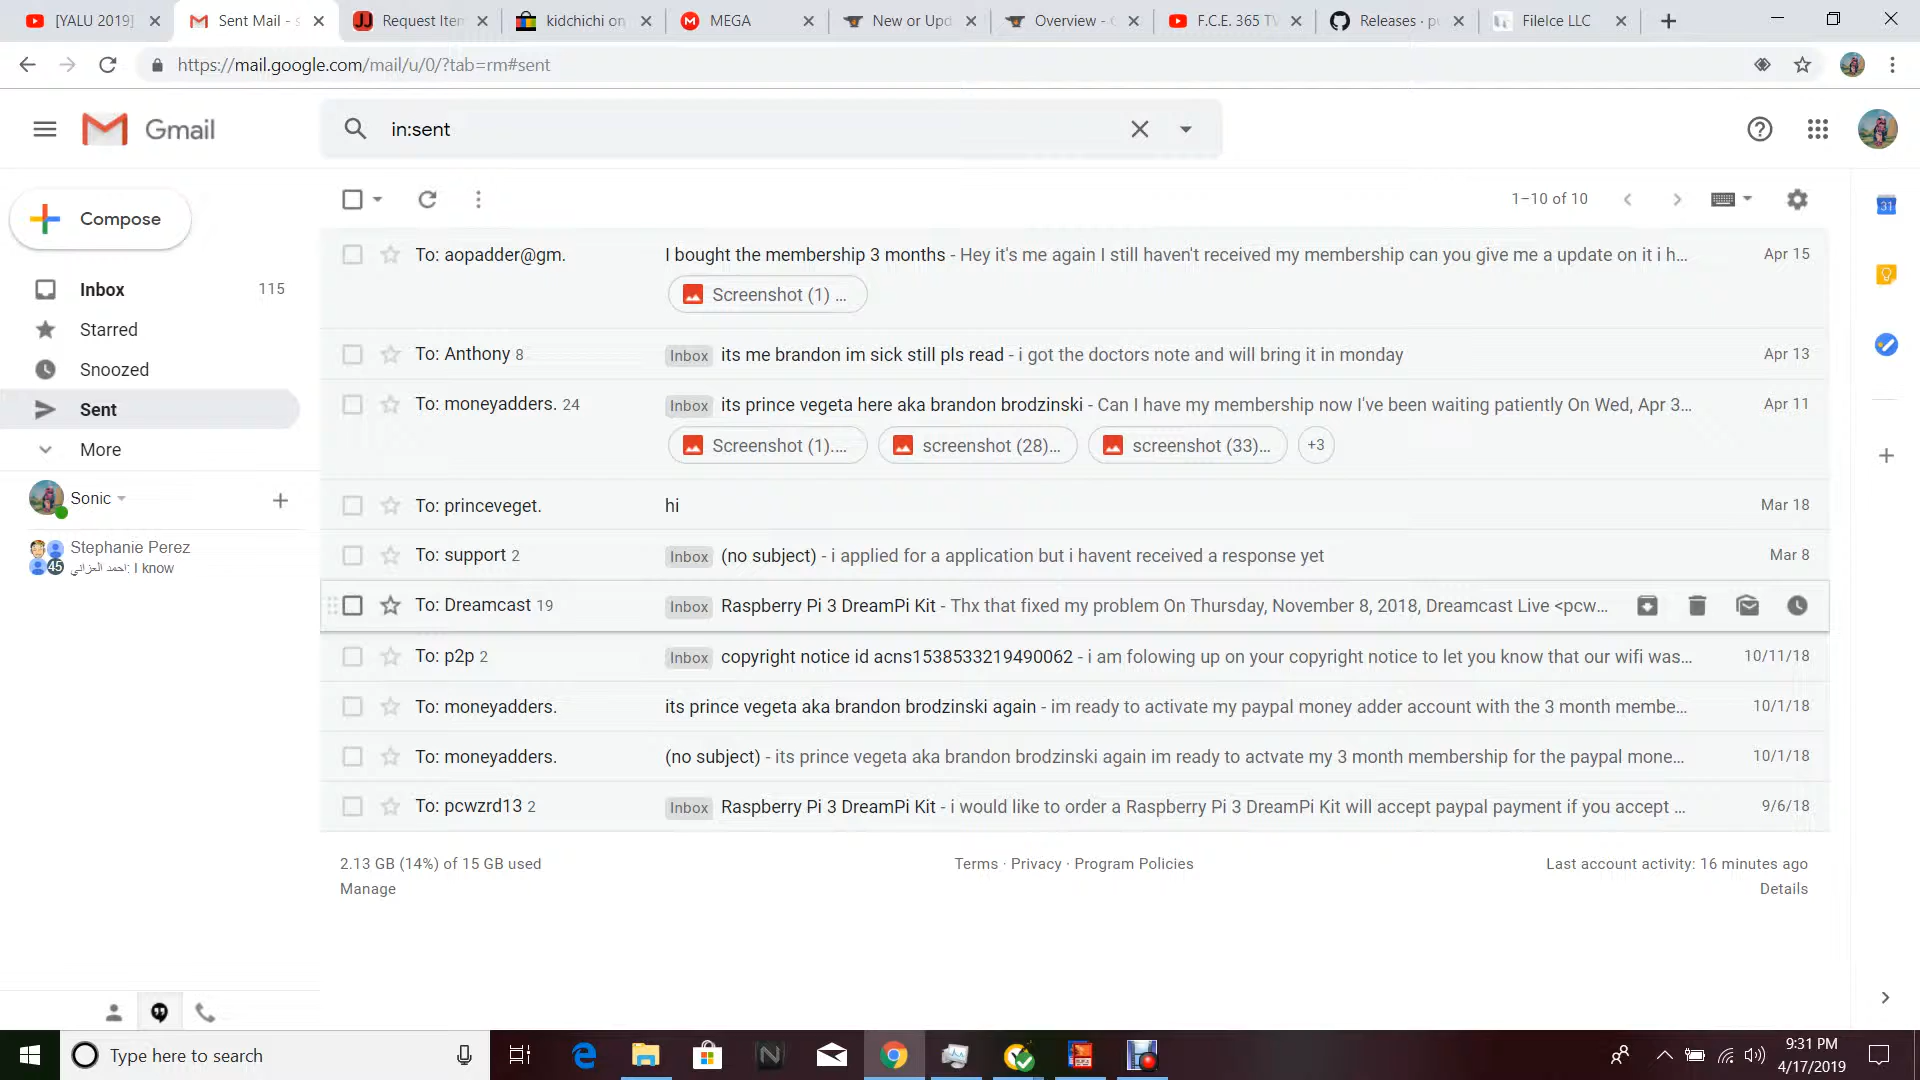 [YALU 2019]
Sent Mail - s
Request Iten
kidchichi on
MEGA
New or Upd
Overview - C
F.C.E. 365 TV
Releases · pu
FileIce LLC
https://mail.google.com/mail/u/0/?tab=rm#sent
Gmail
in:sent
Compose
1–10 of 10
31
Inbox 115
Starred
Snoozed
Sent
More
Sonic
Stephanie Perez
45
احمد العزائي: I know
To: aopadder@gm. I bought the membership 3 months - Hey it's me again I still haven't received my membership can you give me a update on it i h... Apr 15
Screenshot (1) ...
To: Anthony 8 Inbox its me brandon im sick still pls read - i got the doctors note and will bring it in monday Apr 13
To: moneyadders. 24 Inbox its prince vegeta here aka brandon brodzinski - Can I have my membership now I've been waiting patiently On Wed, Apr 3... Apr 11
Screenshot (1).... screenshot (28)... screenshot (33)... +3
To: princeveget. hi Mar 18
To: support 2 Inbox (no subject) - i applied for a application but i havent received a response yet Mar 8
To: Dreamcast 19 Inbox Raspberry Pi 3 DreamPi Kit - Thx that fixed my problem On Thursday, November 8, 2018, Dreamcast Live <pcw...
To: p2p 2 Inbox copyright notice id acns1538533219490062 - i am folowing up on your copyright notice to let you know that our wifi was... 10/11/18
To: moneyadders. its prince vegeta aka brandon brodzinski again - im ready to activate my paypal money adder account with the 3 month membe... 10/1/18
To: moneyadders. (no subject) - its prince vegeta aka brandon brodzinski again im ready to actvate my 3 month membership for the paypal mone... 10/1/18
To: pcwzrd13 2 Inbox Raspberry Pi 3 DreamPi Kit - i would like to order a Raspberry Pi 3 DreamPi Kit will accept paypal payment if you accept ... 9/6/18
2.13 GB (14%) of 15 GB used
Manage
Terms · Privacy · Program Policies
Last account activity: 16 minutes ago
Details
Type here to search
9:31 PM
4/17/2019